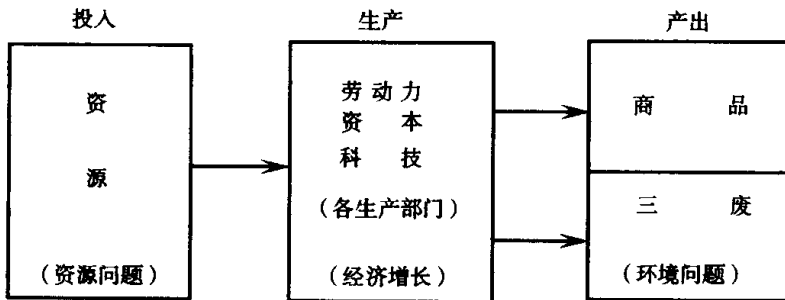 投入
生产
产出
资
源
(资源问题)
劳动力
资本
科技
(各生产部门)
(经济增长)
商品
三废
(环境问题)